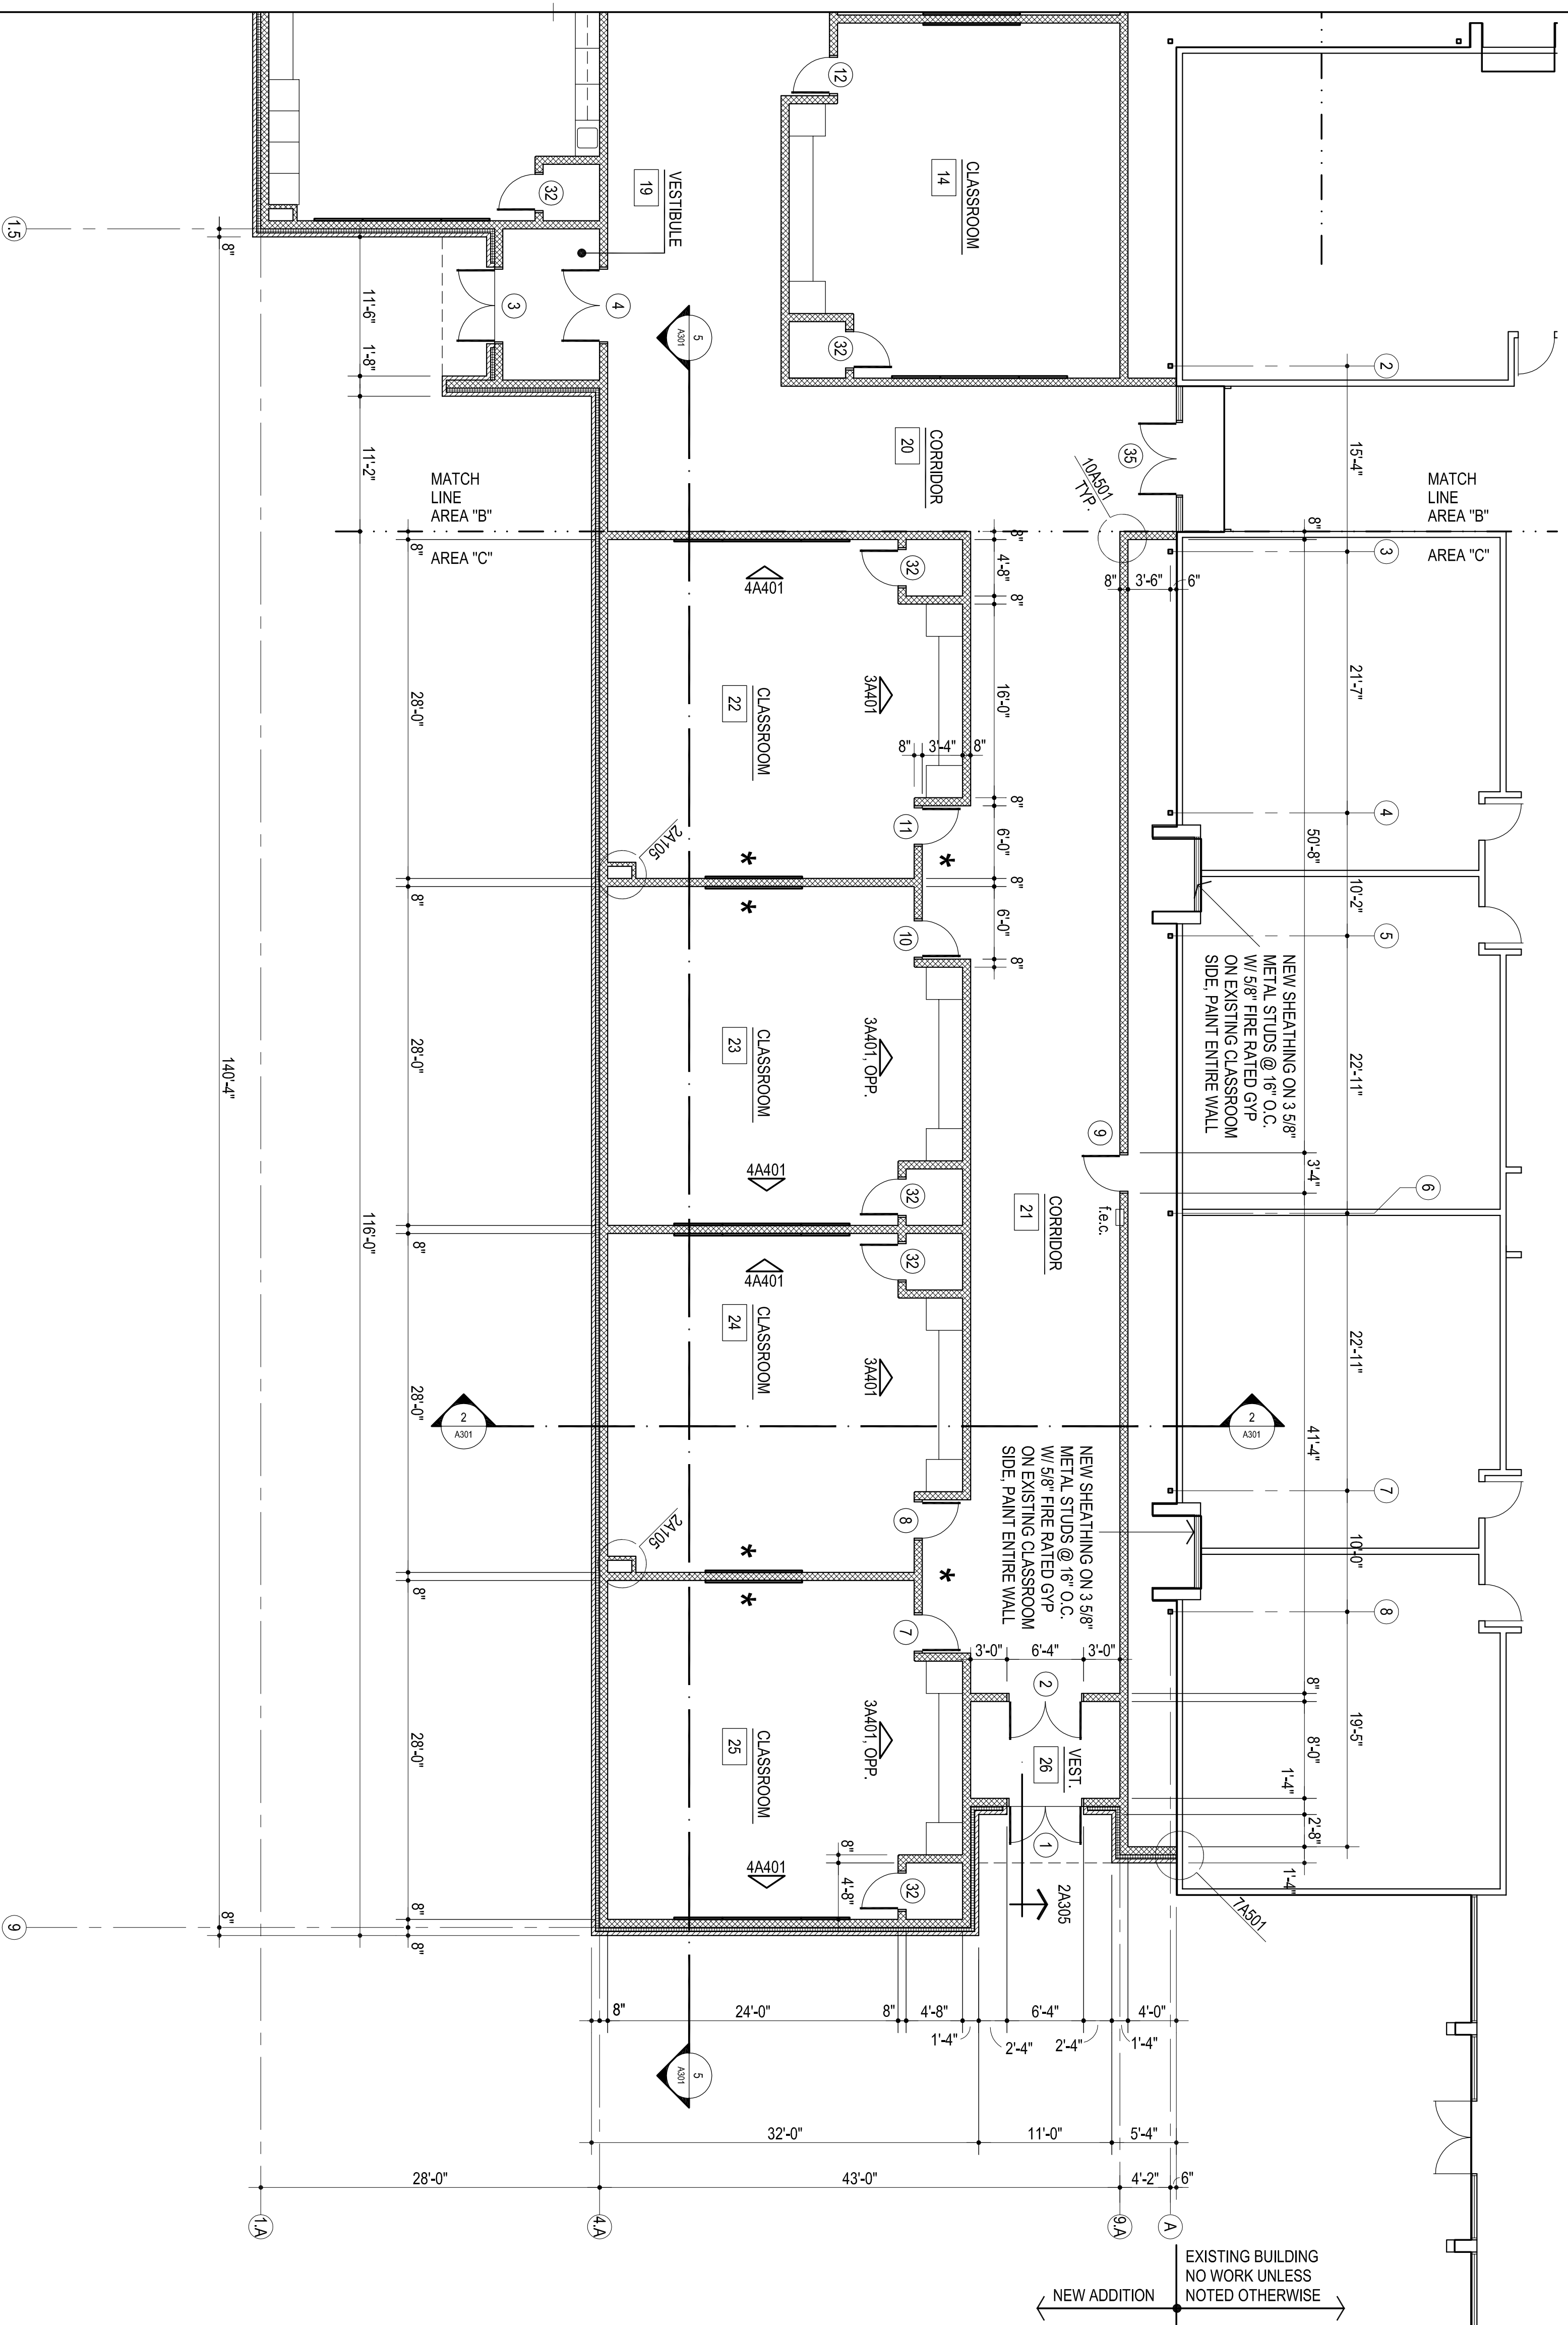 12
CLASSROOM
14
32
VESTIBULE
19
32
1.5
8"
11'-6"
1'-8"
11'-2"
3
4
5
A301
2
15'-4"
CORRIDOR
20
35
10A501
TYP.
MATCH
LINE
AREA "B"
AREA "C"
MATCH
LINE
AREA "B"
AREA "C"
8"
3
8"
3'-6"
6"
8"
4'-8"
8"
32
4A401
8"
21'-7"
16'-0"
3A401
CLASSROOM
22
28'-0"
8"
3'-4"
8"
4
50'-8"
8"
6'-0"
8"
6'-0"
8"
11
*
*
*
2A105
8"
10'-2"
5
10
NEW SHEATHING ON 3 5/8"
METAL STUDS @ 16" O.C.
W/ 5/8" FIRE RATED GYP
ON EXISTING CLASSROOM
SIDE, PAINT ENTIRE WALL
22'-11"
3A401, OPP.
CLASSROOM
23
28'-0"
140'-4"
9
3'-4"
6
4A401
32
f.e.c.
CORRIDOR
21
116'-0"
8"
32
4A401
CLASSROOM
24
3A401
22'-11"
28'-0"
2
A301
2
A301
41'-4"
7
NEW SHEATHING ON 3 5/8"
METAL STUDS @ 16" O.C.
W/ 5/8" FIRE RATED GYP
ON EXISTING CLASSROOM
SIDE, PAINT ENTIRE WALL
8
10'-0"
*
*
*
2A105
8"
8
7
3'-0"
6'-4"
3'-0"
2
8"
19'-5"
8'-0"
1'-4"
2'-8"
1'-4"
VEST.
26
3A401, OPP.
CLASSROOM
25
28'-0"
1
8"
4'-8"
4A401
32
2A305
7A501
8"
8"
8"
9
8"
24'-0"
8"
4'-8"
1'-4"
2'-4"
6'-4"
2'-4"
1'-4"
4'-0"
5
A301
32'-0"
11'-0"
5'-4"
28'-0"
43'-0"
4'-2"
6"
1.A
4.A
9.A
A
EXISTING BUILDING
NO WORK UNLESS
NOTED OTHERWISE
NEW ADDITION